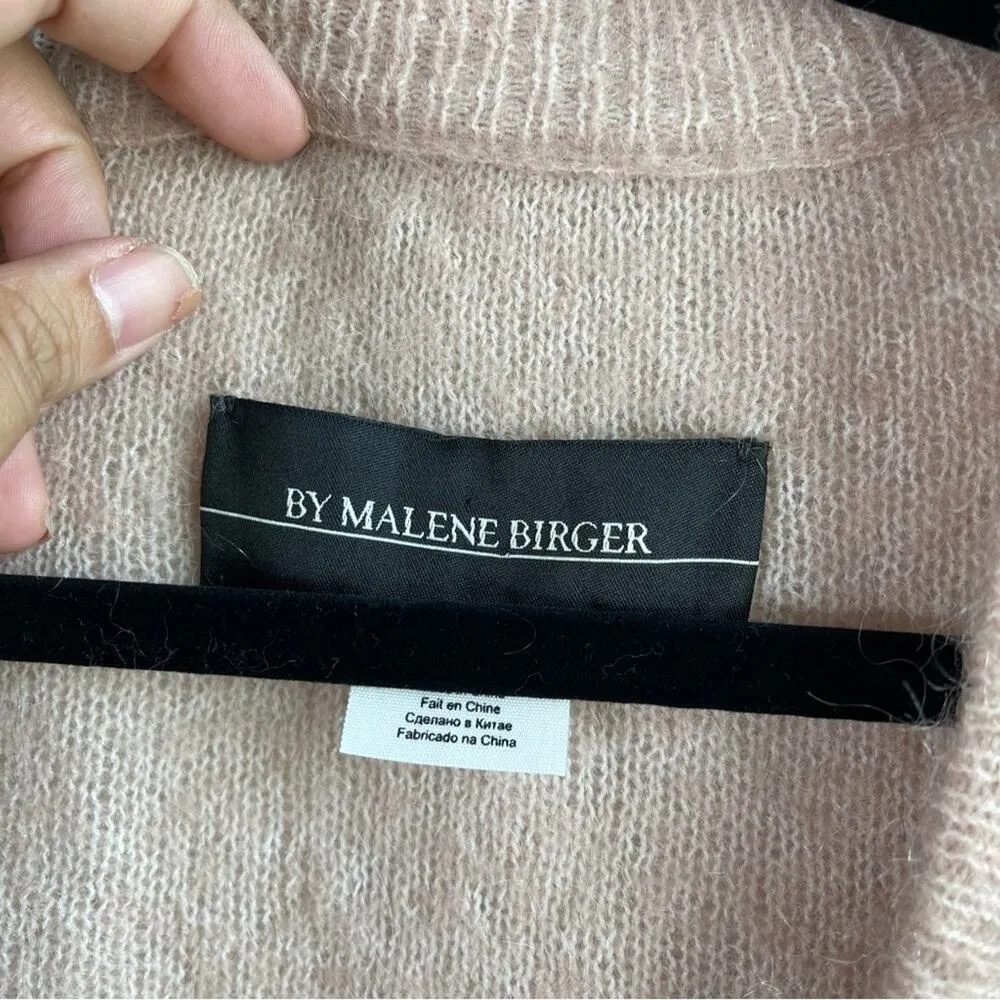 BY MALENE BIRGER
Fait en Chine
Сделано в Китае
Fabricado na China